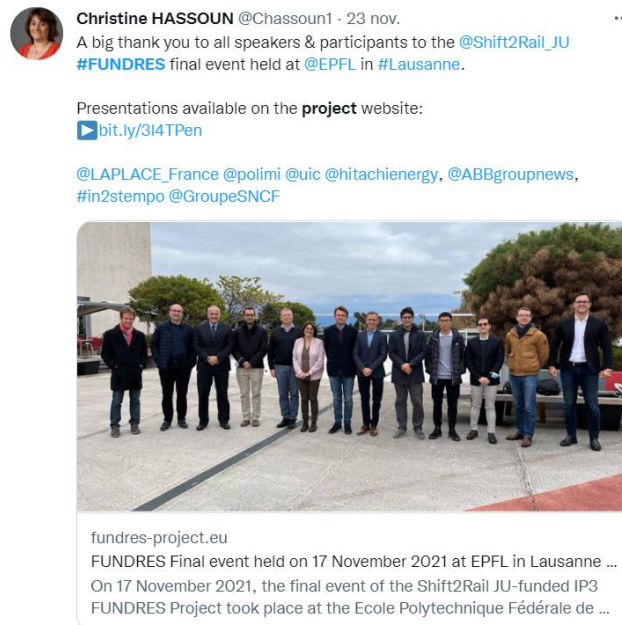 Christine HASSOUN @Chassoun1 · 23 nov.
A big thank you to all speakers & participants to the @Shift2Rail_JU
#FUNDRES final event held at @EPFL in #Lausanne.
Presentations available on the project website:
bit.ly/3l4TPen
@LAPLACE_France @polimi @uic @hitachienergy, @ABBgroupnews,
#in2stempo @GroupeSNCF
fundres-project.eu
FUNDRES Final event held on 17 November 2021 at EPFL in Lausanne ...
On 17 November 2021, the final event of the Shift2Rail JU-funded IP3
FUNDRES Project took place at the Ecole Polytechnique Fédérale de ...